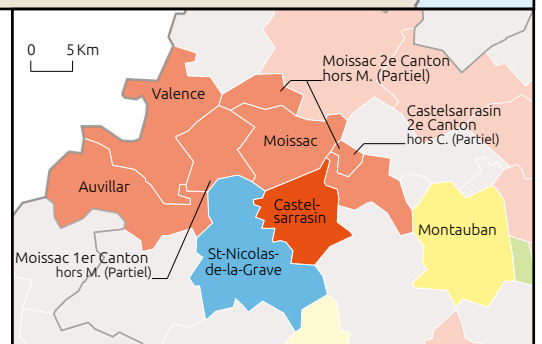 0 5 Km
Moissac 2e Canton
hors M. (Partiel)
Valence
Castelsarrasin
2e Canton
hors C. (Partiel)
Moissac
Auvillar
Castel-
sarrasin
Montauban
Moissac 1er Canton
hors M. (Partiel)
St-Nicolas-
de-la-Grave